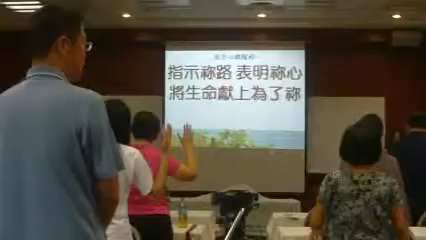 指示祢路 表明祢心
將生命獻上為了祢